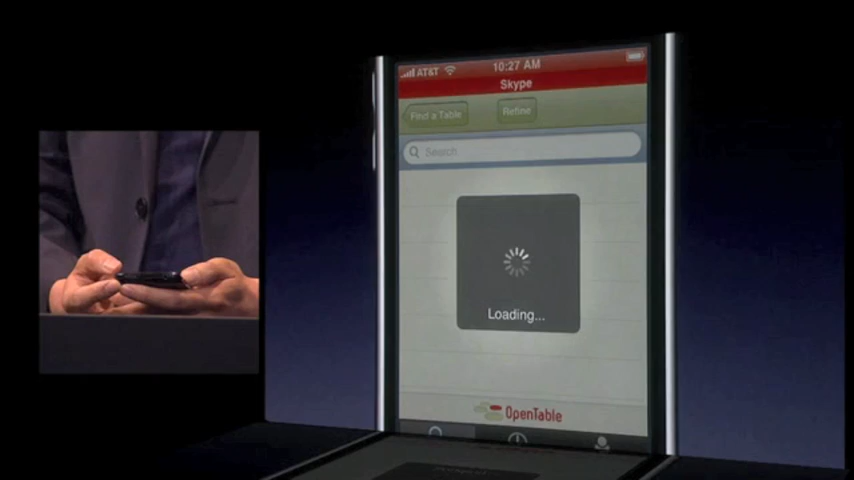 AT&T 10:27 AM
Skype
Find a Table Refine
Search
Loading...
OpenTable